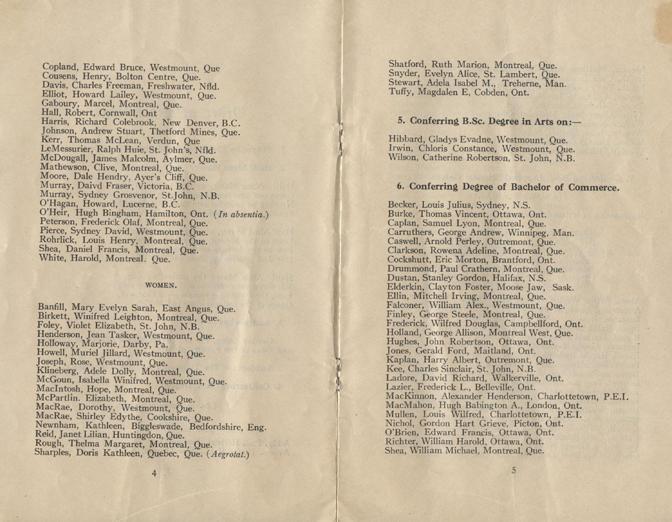 Copland, Edward Bruce, Westmount, Que
Cousens, Henry, Bolton Centre, Que.
Davis, Charles Freeman, Freshwater, Nfld.
Elliot, Howard Lailey, Westmount, Que.
Gaboury, Marcel, Montreal, Que.
Hall, Robert, Cornwall, Ont
Harris, Richard Colebrook, New Denver, B.C.
Johnson, Andrew Stuart, Thetford Mines, Que.
Kerr, Thomas McLean, Verdun, Que
LeMessurier, Ralph Huie, St. John's, Nfld.
McDougall, James Malcolm, Aylmer, Que.
Mathewson, Clive, Montreal, Que.
Moore, Dale Hendry, Ayer's Cliff, Que.
Murray, Daivd Fraser, Victoria, B.C.
Murray, Sydney Grosvenor, St.John, N.B.
O'Hagan, Howard, Lucerne, B.C.
O'Heir, Hugh Bingham, Hamilton, Ont. (In absentia.)
Peterson, Frederick Olaf, Montreal, Que.
Pierce, Sydney David, Westmount, Que.
Rohrlick, Louis Henry, Montreal, Que.
Shea, Daniel Francis, Montreal, Que.
White, Harold, Montreal. Que.
WOMEN.
Banfill, Mary Evelyn Sarah, East Angus, Que.
Birkett, Winifred Leighton, Montreal, Que.
Foley, Violet Elizabeth, St. John, N.B.
Henderson, Jean Tasker, Westmount, Que.
Holloway, Marjorie, Darby, Pa.
Howell, Muriel Jillard, Westmount, Que.
Joseph, Rose, Westmount, Que.
Klineberg, Adele Dolly, Montreal, Que.
McGoun, Isabella Winifred, Westmount, Que.
MacIntosh, Hope, Montreal, Que.
McPartlin. Elizabeth, Montreal, Que.
MacRae, Dorothy, Westmount, Que.
MacRae, Shirley Edythe, Cookshire, Que.
Newnham, Kathleen, Biggleswade, Bedfordshire, Eng.
Reid, Janet Lilian, Huntingdon, Que.
Rough, Thelma Margaret, Montreal, Que.
Sharples, Doris Kathleen, Quebec, Que. (Aegrotat.)
4
Shatford, Ruth Marion, Montreal, Que.
Snyder, Evelyn Alice, St. Lambert, Que.
Stewart, Adela Isabel M., Treherne, Man.
Tuffy, Magdalen E, Cobden, Ont.
5. Conferring B.Sc. Degree in Arts on:—
Hibbard, Gladys Evadne, Westmount, Que.
Irwin, Chloris Constance, Westmount, Que.
Wilson, Catherine Robertson, St. John, N.B.
6. Conferring Degree of Bachelor of Commerce.
Becker, Louis Julius, Sydney, N.S.
Burke, Thomas Vincent, Ottawa, Ont.
Caplan, Samuel Lyon, Montreal, Que.
Carruthers, George Andrew, Winnipeg, Man.
Caswell, Arnold Perley, Outremont, Que.
Clarkson, Rowena Adeline, Montreal, Que.
Cockshutt, Eric Morton, Brantford, Ont.
Drummond, Paul Crathern, Montreal, Que.
Dustan, Stanley Gordon, Halifax, N.S.
Elderkin, Clayton Foster, Moose Jaw, Sask.
Ellin, Mitchell Irving, Montreal, Que.
Falconer, William Alex., Westmount, Que.
Finley, George Steele, Montreal, Que.
Frederick, Wilfred Douglas, Campbellford, Ont.
Holland, George Allison, Montreal West, Que.
Hughes, John Robertson, Ottawa, Ont.
Jones, Gerald Ford, Maitland, Ont.
Kaplan, Harry Albert, Outremont, Que.
Kee, Charles Sinclair, St. John, N.B.
Ladore, David Richard, Walkerville, Ont.
Lazier, Frederick L., Belleville, Ont.
MacKinnon, Alexander Henderson, Charlottetown, P.E.I.
MacMahon, Hugh Babington A., London, Ont.
Mullen, Louis Wilfred, Charlottetown, P.E.I.
Nichol, Gordon Hart Grieve, Picton, Ont.
O'Brien, Edward Francis, Ottawa, Ont.
Richter, William Harold, Ottawa, Ont.
Shea, William Michael, Montreal, Que.
5